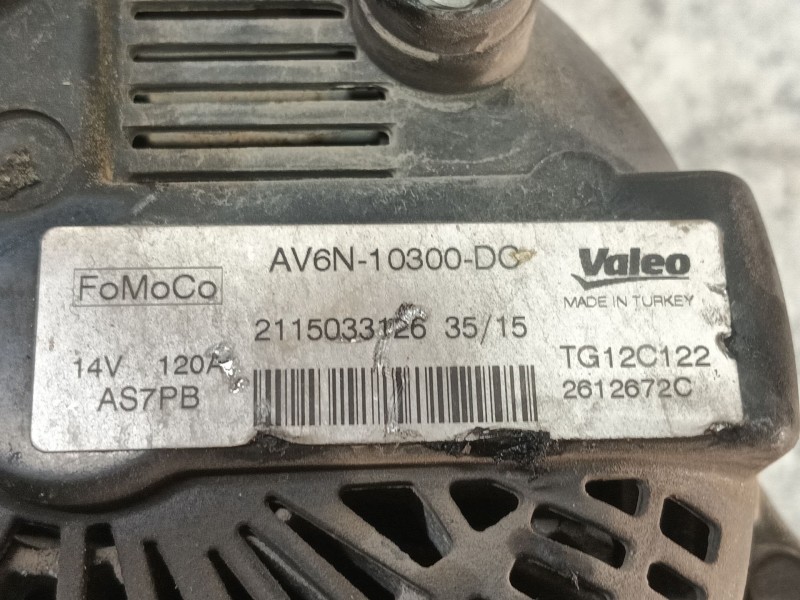 FoMoCo
14V 120A
AS7PB
AV6N-10300-DC
2115033126 35/15
Valeo
MADE IN TURKEY
TG12C122
2612672C